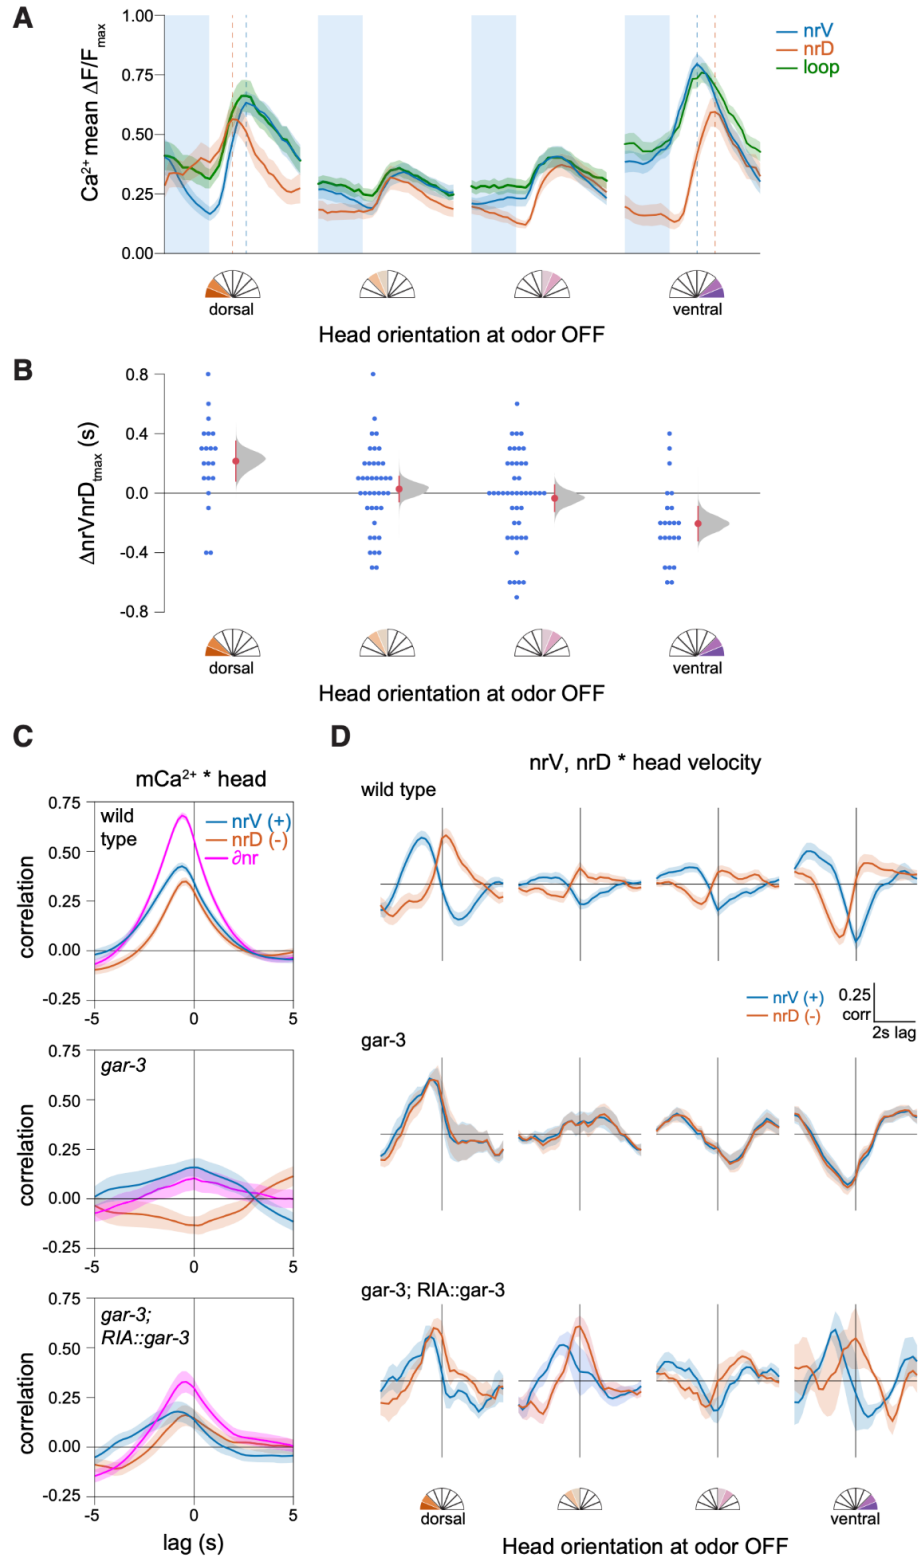 A
Ca²⁺ mean ΔF/Fmax
1.00
0.75
0.50
0.25
0.00
nrV
nrD
loop
dorsal
ventral
Head orientation at odor OFF
B
ΔnrVnrDtmax (s)
0.8
0.4
0.0
-0.4
-0.8
dorsal
ventral
Head orientation at odor OFF
C
mCa²⁺ * head
correlation
0.75
0.50
0.25
0.00
-0.25
wild
type
nrV (+)
nrD (-)
∂nr
-5
0
5
correlation
0.75
0.50
0.25
0.00
-0.25
gar-3
-5
0
5
correlation
0.75
0.50
0.25
0.00
-0.25
gar-3;
RIA::gar-3
-5
0
5
lag (s)
D
nrV, nrD * head velocity
wild type
nrV (+)
nrD (-)
0.25
corr
2s lag
gar-3
gar-3; RIA::gar-3
dorsal
ventral
Head orientation at odor OFF